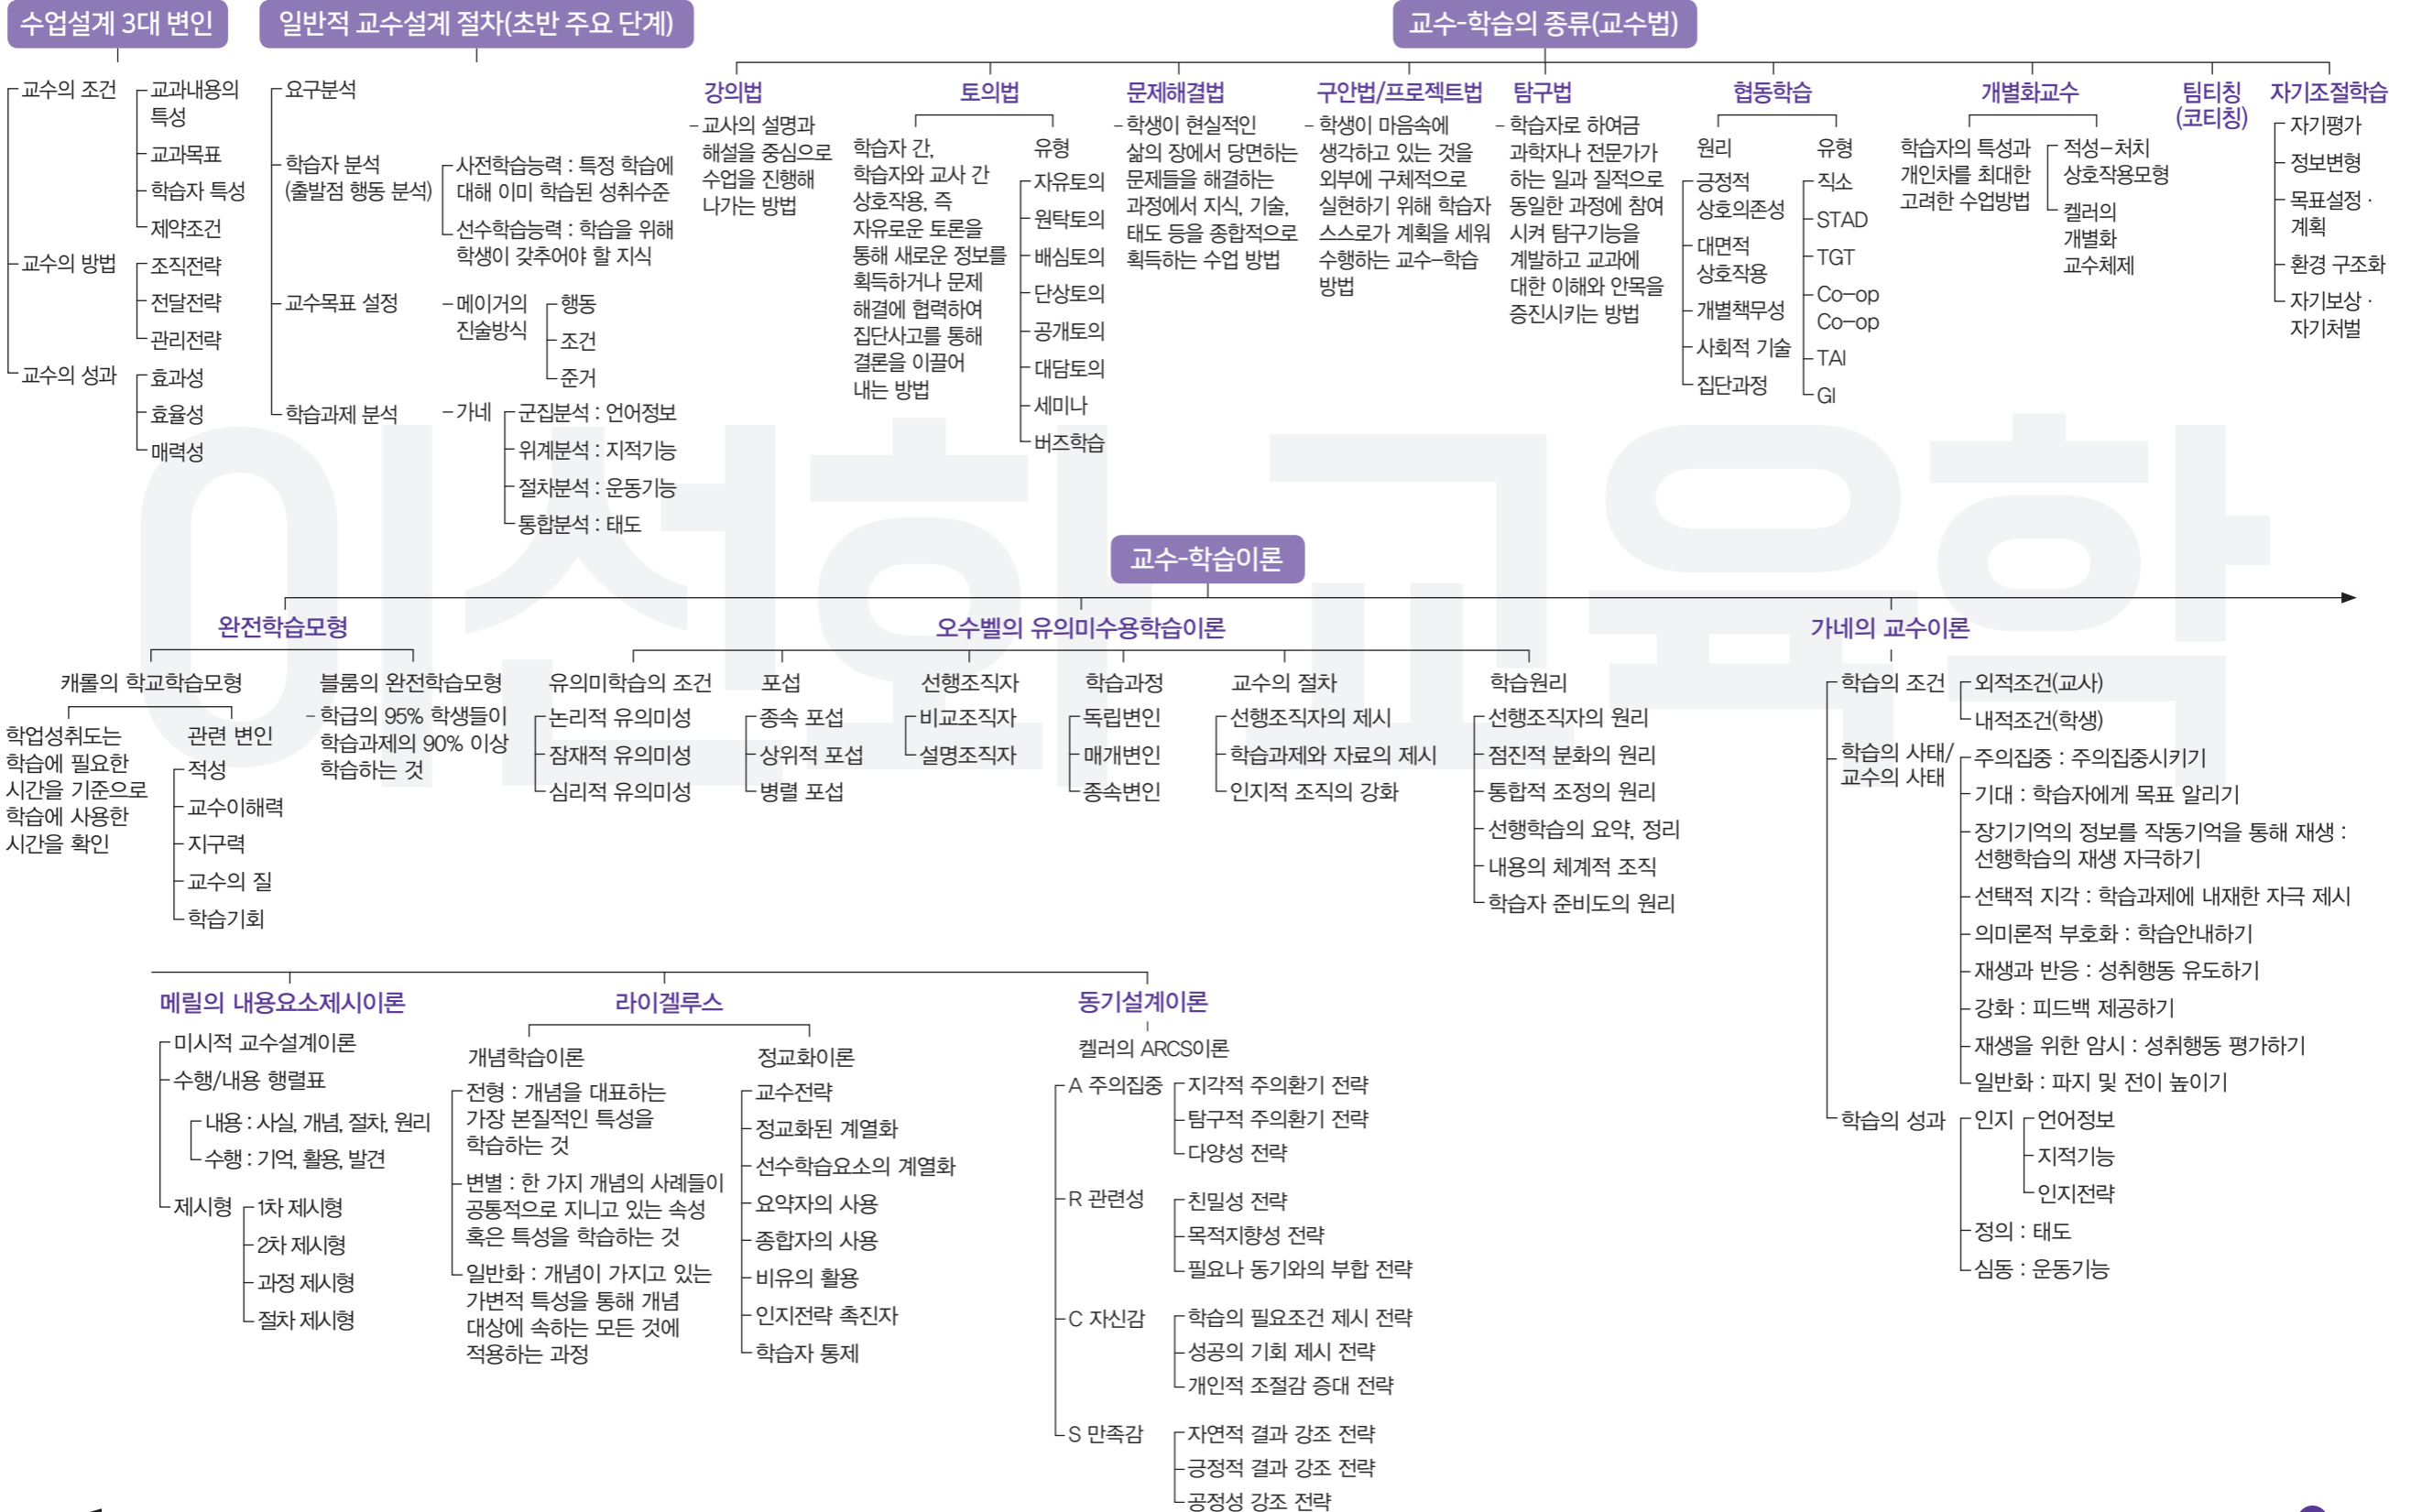 수업설계 3대 변인
교수의 조건
교과내용의
특성
교과목표
학습자 특성
제약조건
교수의 방법
조직전략
전달전략
관리전략
교수의 성과
효과성
효율성
매력성
일반적 교수설계 절차(초반 주요 단계)
요구분석
학습자 분석
(출발점 행동 분석)
사전학습능력 : 특정 학습에
대해 이미 학습된 성취수준
선수학습능력 : 학습을 위해
학생이 갖추어야 할 지식
교수목표 설정
– 메이거의
진술방식
행동
조건
준거
학습과제 분석
– 가네
군집분석 : 언어정보
위계분석 : 지적기능
절차분석 : 운동기능
통합분석 : 태도
교수-학습의 종류(교수법)
강의법
– 교사의 설명과
해설을 중심으로
수업을 진행해
나가는 방법
토의법
학습자 간,
학습자와 교사 간
상호작용, 즉
자유로운 토론을
통해 새로운 정보를
획득하거나 문제
해결에 협력하여
집단사고를 통해
결론을 이끌어
내는 방법
유형
자유토의
원탁토의
배심토의
단상토의
공개토의
대담토의
세미나
버즈학습
문제해결법
– 학생이 현실적인
삶의 장에서 당면하는
문제들을 해결하는
과정에서 지식, 기술,
태도 등을 종합적으로
획득하는 수업 방법
구안법/프로젝트법
– 학생이 마음속에
생각하고 있는 것을
외부에 구체적으로
실현하기 위해 학습자
스스로가 계획을 세워
수행하는 교수–학습
방법
탐구법
– 학습자로 하여금
과학자나 전문가가
하는 일과 질적으로
동일한 과정에 참여
시켜 탐구기능을
계발하고 교과에
대한 이해와 안목을
증진시키는 방법
협동학습
원리
긍정적
상호의존성
대면적
상호작용
개별책무성
사회적 기술
집단과정
유형
직소
STAD
TGT
Co–op
Co–op
TAI
GI
개별화교수
학습자의 특성과
개인차를 최대한
고려한 수업방법
적성–처치
상호작용모형
켈러의
개별화
교수체제
팀티칭
(코티칭)
자기조절학습
자기평가
정보변형
목표설정 ·
계획
환경 구조화
자기보상 ·
자기처벌
이선화 교육학
교수-학습이론
완전학습모형
캐롤의 학교학습모형
학업성취도는
학습에 필요한
시간을 기준으로
학습에 사용한
시간을 확인
관련 변인
적성
교수이해력
지구력
교수의 질
학습기회
블룸의 완전학습모형
– 학급의 95% 학생들이
학습과제의 90% 이상
학습하는 것
오수벨의 유의미수용학습이론
유의미학습의 조건
논리적 유의미성
잠재적 유의미성
심리적 유의미성
포섭
종속 포섭
상위적 포섭
병렬 포섭
선행조직자
비교조직자
설명조직자
학습과정
독립변인
매개변인
종속변인
교수의 절차
선행조직자의 제시
학습과제와 자료의 제시
인지적 조직의 강화
학습원리
선행조직자의 원리
점진적 분화의 원리
통합적 조정의 원리
선행학습의 요약, 정리
내용의 체계적 조직
학습자 준비도의 원리
가네의 교수이론
학습의 조건
외적조건(교사)
내적조건(학생)
학습의 사태/
교수의 사태
주의집중 : 주의집중시키기
기대 : 학습자에게 목표 알리기
장기기억의 정보를 작동기억을 통해 재생 :
선행학습의 재생 자극하기
선택적 지각 : 학습과제에 내재한 자극 제시
의미론적 부호화 : 학습안내하기
재생과 반응 : 성취행동 유도하기
강화 : 피드백 제공하기
재생을 위한 암시 : 성취행동 평가하기
일반화 : 파지 및 전이 높이기
학습의 성과
인지
언어정보
지적기능
인지전략
정의 : 태도
심동 : 운동기능
메릴의 내용요소제시이론
미시적 교수설계이론
수행/내용 행렬표
내용 : 사실, 개념, 절차, 원리
수행 : 기억, 활용, 발견
제시형
1차 제시형
2차 제시형
과정 제시형
절차 제시형
라이겔루스
개념학습이론
전형 : 개념을 대표하는
가장 본질적인 특성을
학습하는 것
변별 : 한 가지 개념의 사례들이
공통적으로 지니고 있는 속성
혹은 특성을 학습하는 것
일반화 : 개념이 가지고 있는
가변적 특성을 통해 개념
대상에 속하는 모든 것에
적용하는 과정
정교화이론
교수전략
정교화된 계열화
선수학습요소의 계열화
요약자의 사용
종합자의 사용
비유의 활용
인지전략 촉진자
학습자 통제
동기설계이론
켈러의 ARCS이론
A 주의집중
지각적 주의환기 전략
탐구적 주의환기 전략
다양성 전략
R 관련성
친밀성 전략
목적지향성 전략
필요나 동기와의 부합 전략
C 자신감
학습의 필요조건 제시 전략
성공의 기회 제시 전략
개인적 조절감 증대 전략
S 만족감
자연적 결과 강조 전략
긍정적 결과 강조 전략
공정성 강조 전략